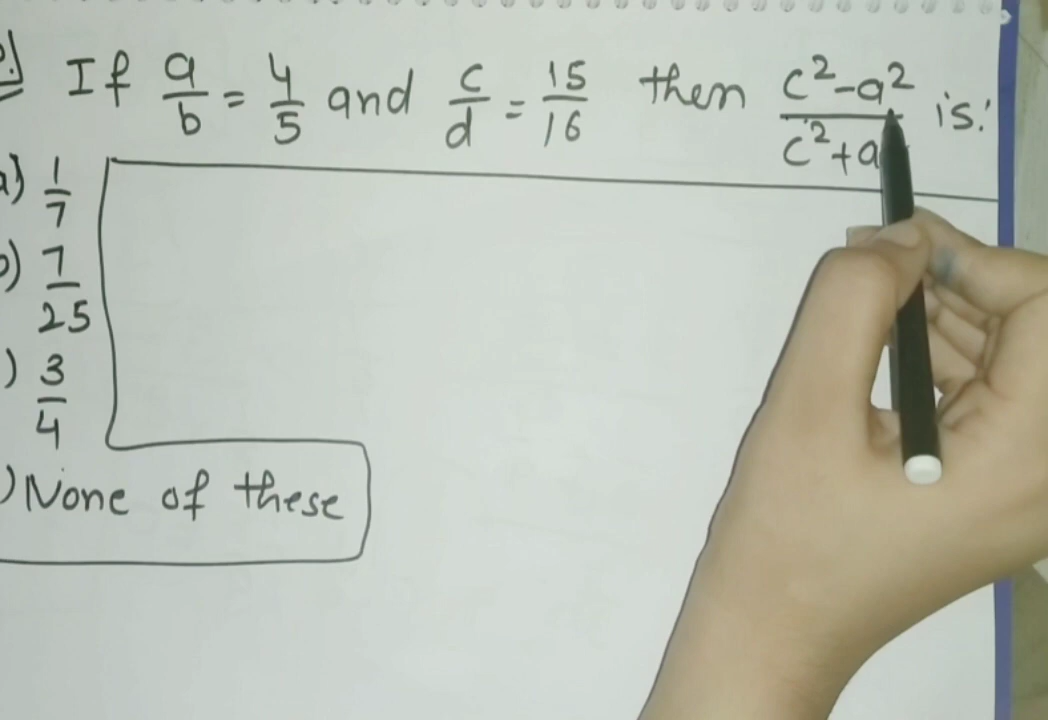 If a/b = 4/5 and c/d = 15/16 then c²-a²/c²+a is:
a) 1/7
b) 7/25
) 3/4
) None of these